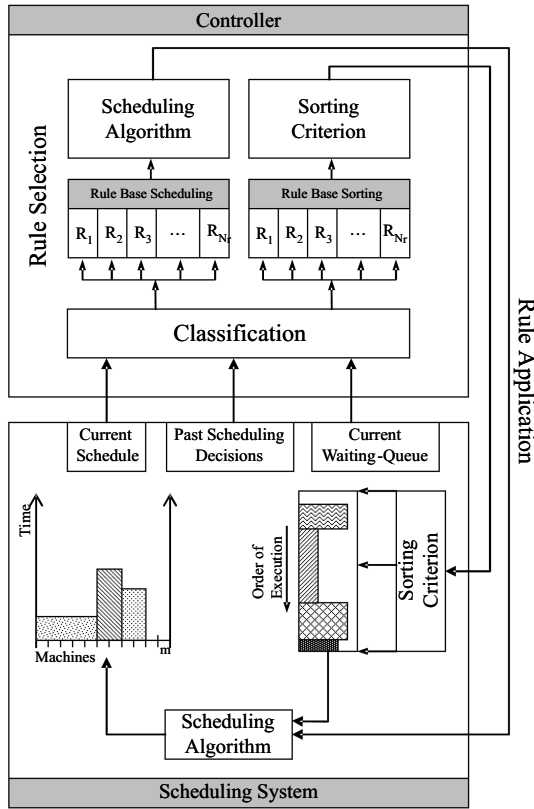 Controller
Rule Selection
Scheduling
Algorithm
Sorting
Criterion
Rule Base Scheduling
R1 R2 R3 ... RNr
Rule Base Sorting
R1 R2 R3 ... RNr
Classification
Rule Application
Current
Schedule
Past Scheduling
Decisions
Current
Waiting-Queue
Time
Machines
m
Order of
Execution
Sorting
Criterion
Scheduling
Algorithm
Scheduling System